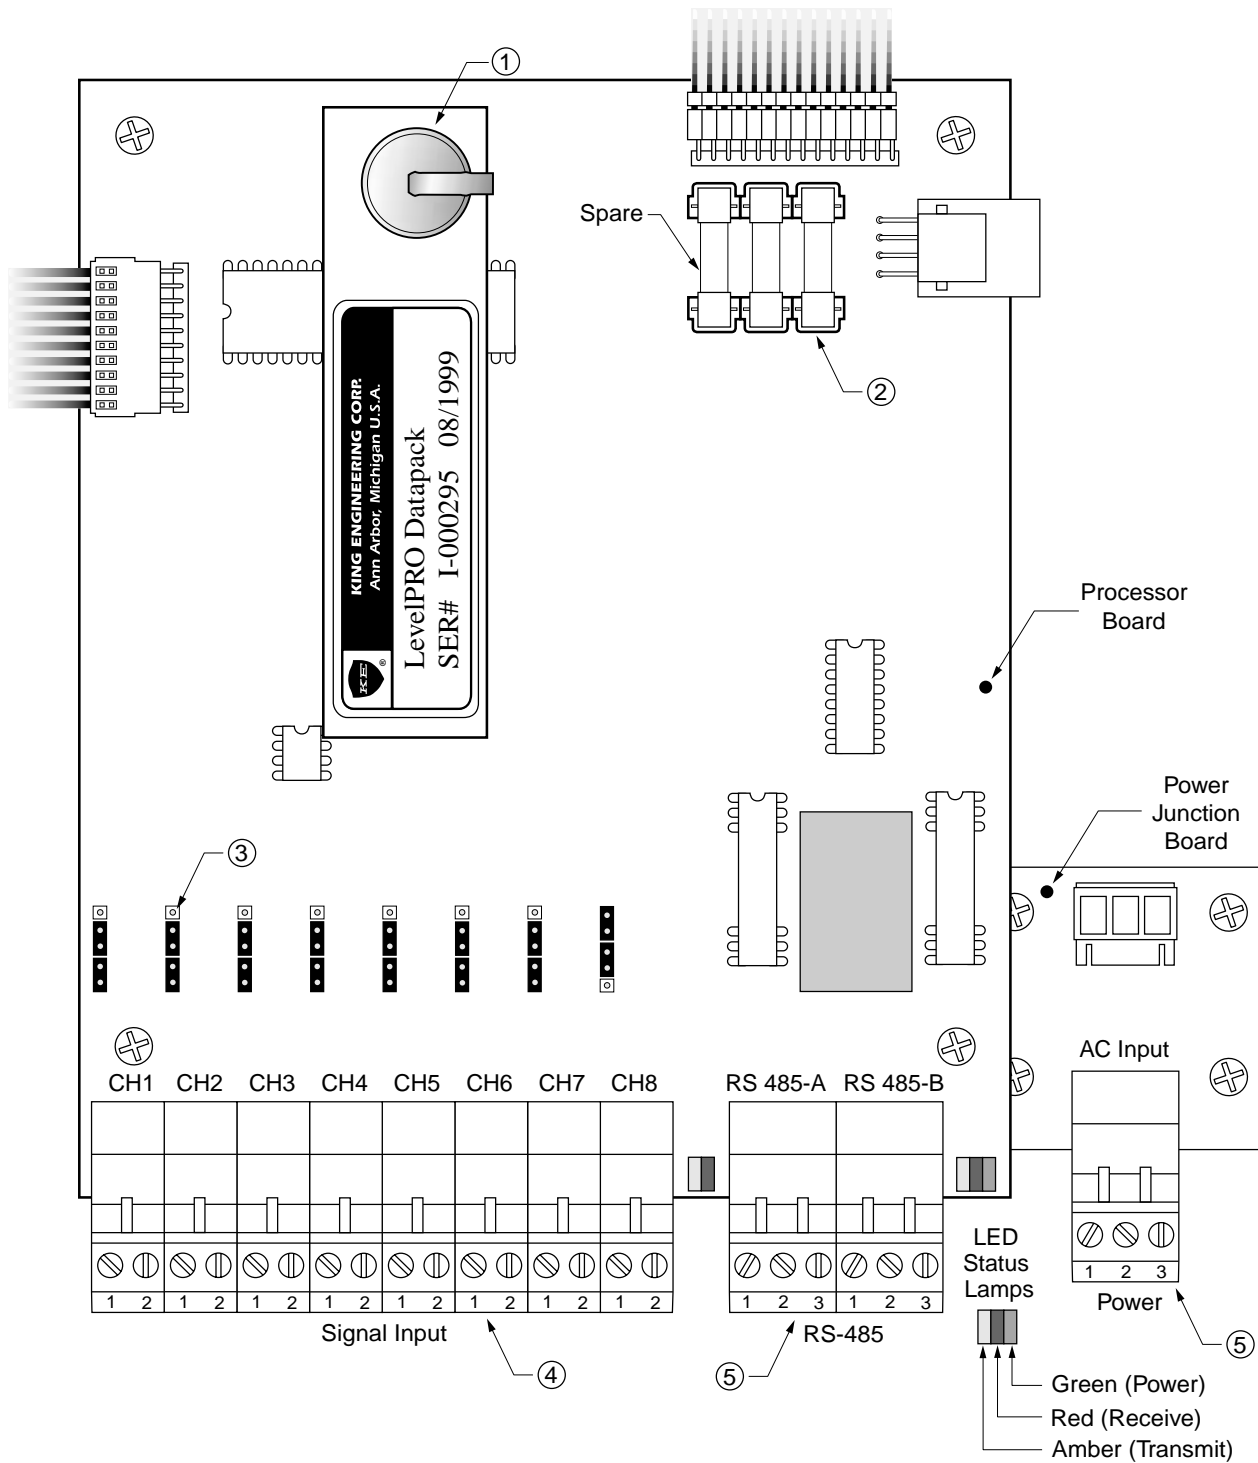 1
Spare
2
KING ENGINEERING CORP.
Ann Arbor, Michigan U.S.A.
LevelPRO Datapack
SER# I-000295 08/1999
KE
®
Processor
Board
Power
Junction
Board
3
AC Input
CH1 CH2 CH3 CH4 CH5 CH6 CH7 CH8 RS 485-A RS 485-B
LED
Status
Lamps
1 2 1 2 1 2 1 2 1 2 1 2 1 2 1 2 1 2 3 1 2 3
1 2 3
Signal Input
RS-485
Power
4
5
5
Green (Power)
Red (Receive)
Amber (Transmit)